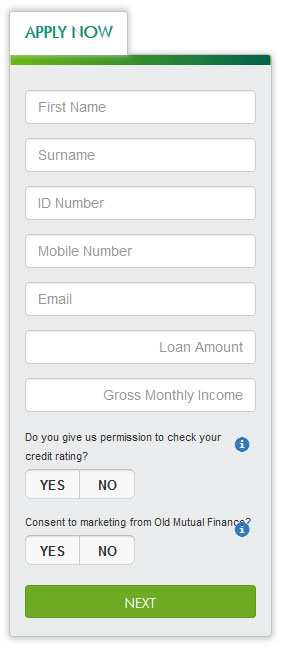 APPLY NOW
First Name
Surname
ID Number
Mobile Number
Email
Loan Amount
Gross Monthly Income
Do you give us permission to check your
credit rating?
YES NO
Consent to marketing from Old Mutual Finance?
YES NO
NEXT